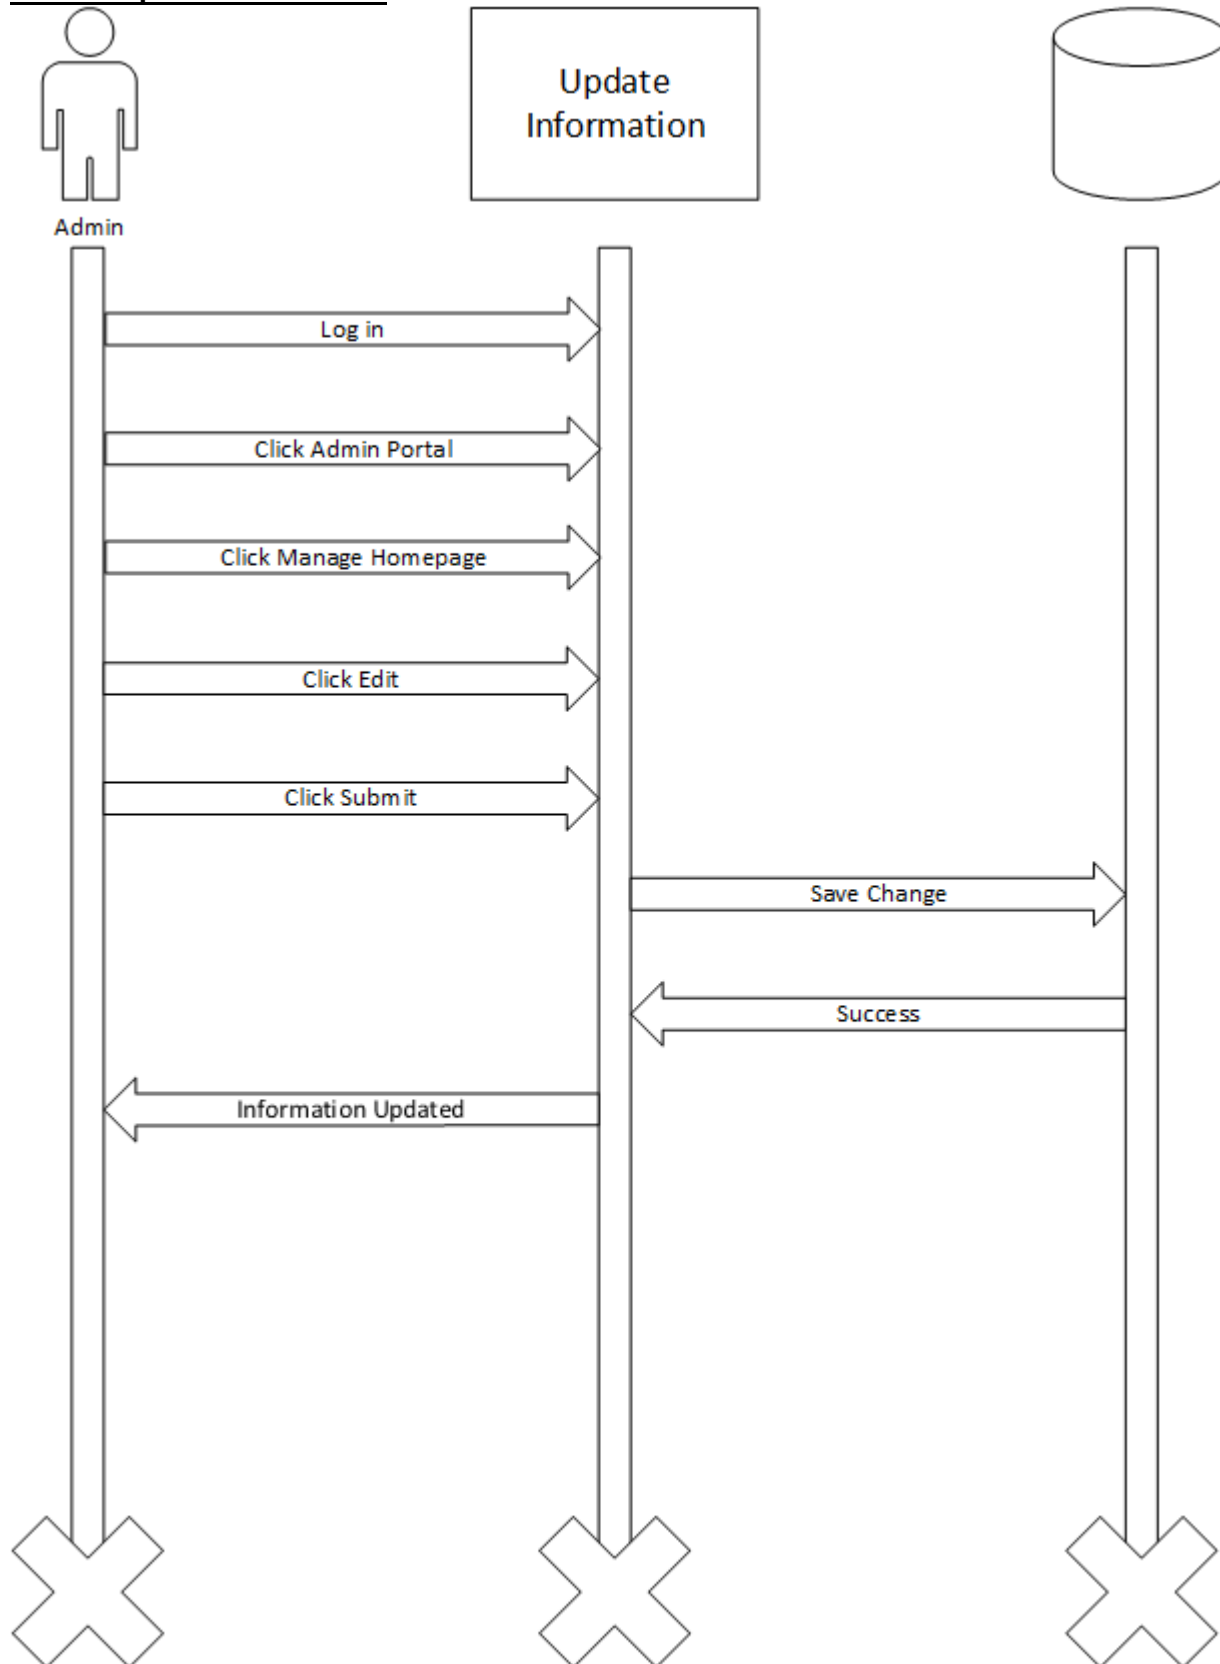 Update
Information
Admin
Log in
Click Admin Portal
Click Manage Homepage
Click Edit
Click Submit
Save Change
Success
Information Updated